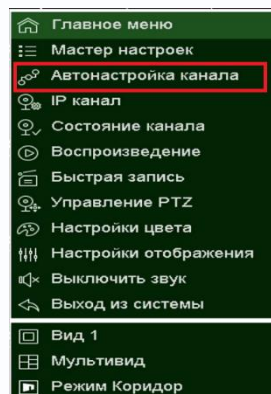 Главное меню
Мастер настроек
Автонастройка канала
IP канал
Состояние канала
Воспроизведение
Быстрая запись
Управление PTZ
Настройки цвета
Настройки отображения
Выключить звук
Выход из системы
Вид 1
Мультивид
Режим Коридор